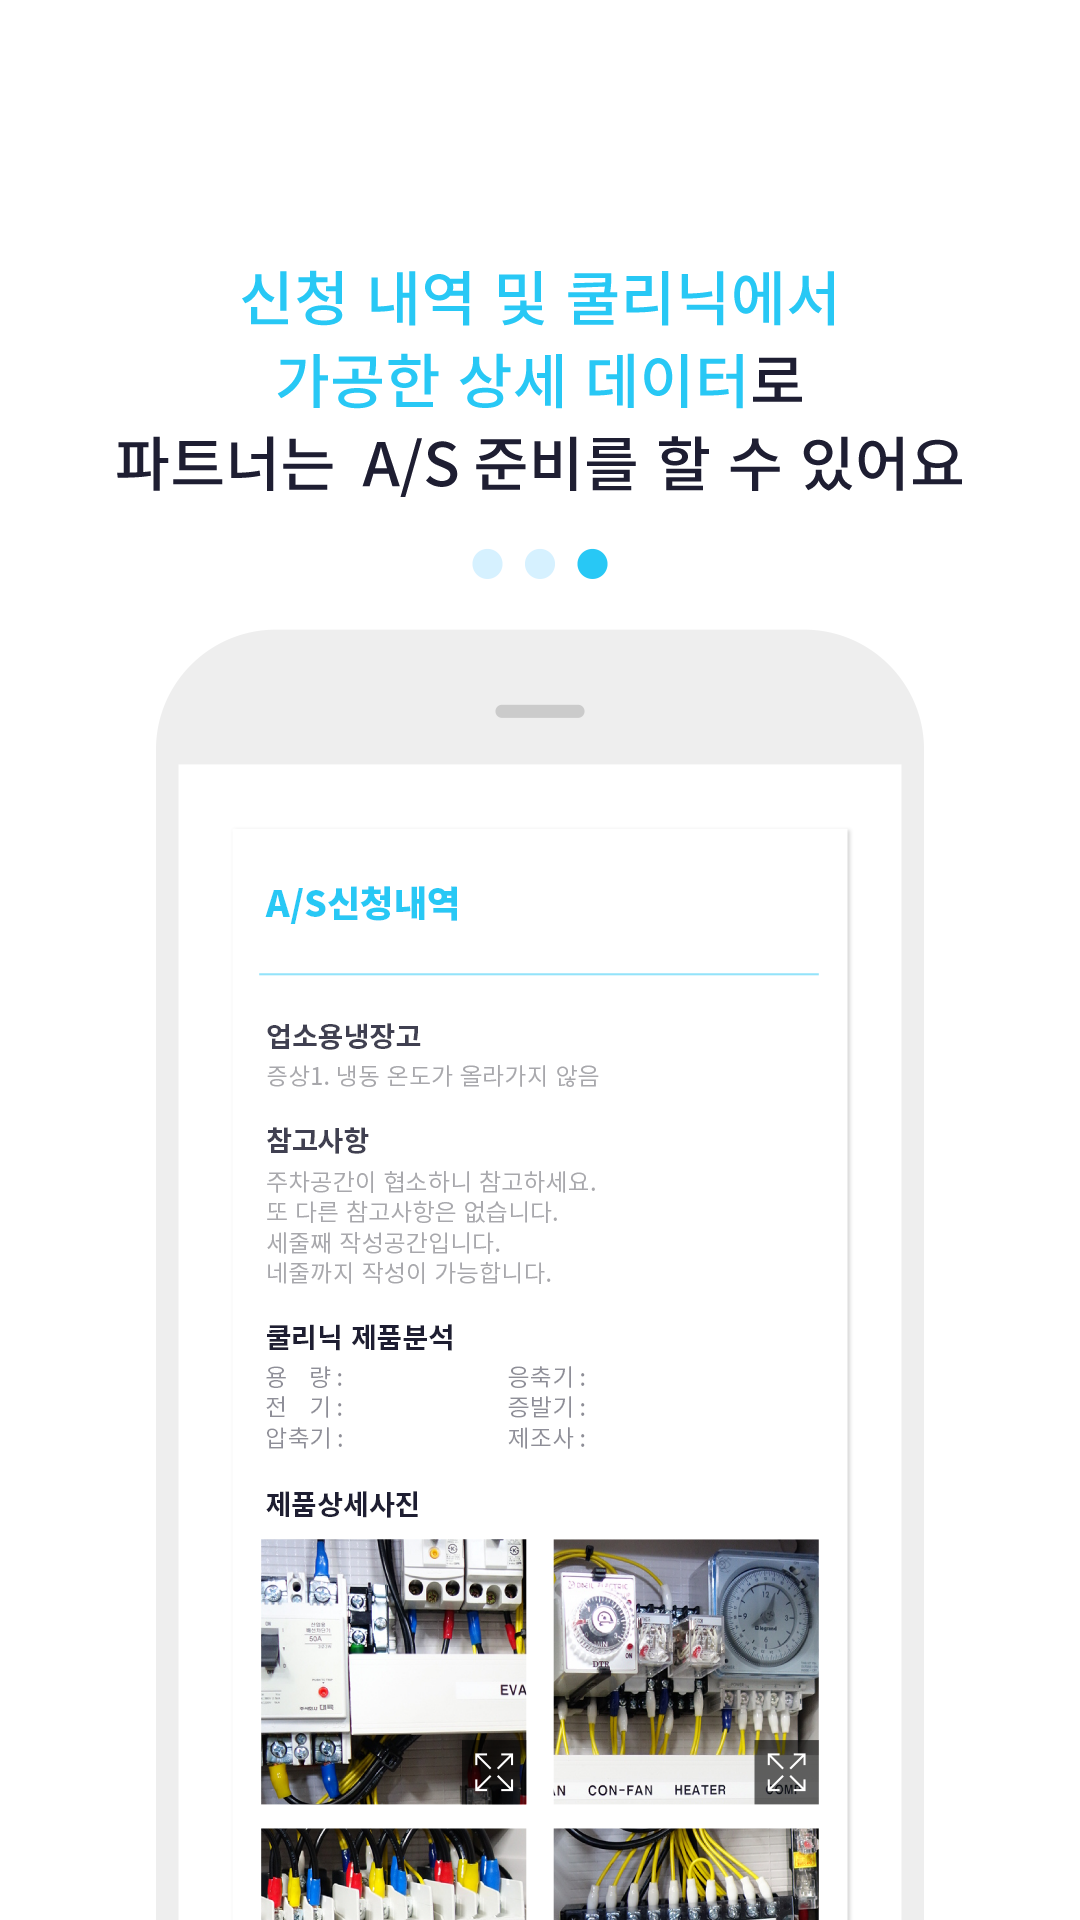 신청 내역 및 쿨리닉에서
가공한 상세 데이터로
파트너는 A/S 준비를 할 수 있어요
A/S신청내역
업소용냉장고
증상1. 냉동 온도가 올라가지 않음
참고사항
주차공간이 협소하니 참고하세요.
또 다른 참고사항은 없습니다.
세줄째 작성공간입니다.
네줄까지 작성이 가능합니다.
쿨리닉 제품분석
용 량 :
응축기 :
전 기 :
증발기 :
압축기 :
제조사 :
제품상세사진
50A
EVA
ON
DTR
legrand
AN CON-FAN HEATER COMP